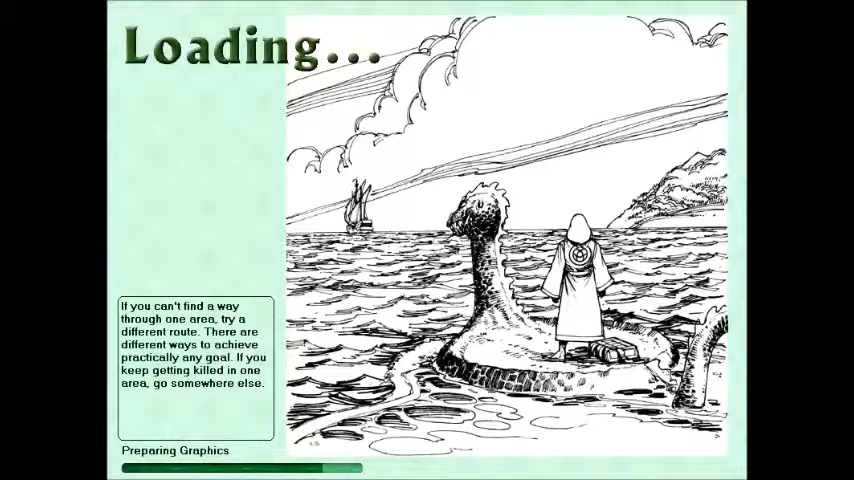 Loading...
If you can't find a way
through one area, try a
different route. There are
different ways to achieve
practically any goal. If you
keep getting killed in one
area, go somewhere else.
Preparing Graphics